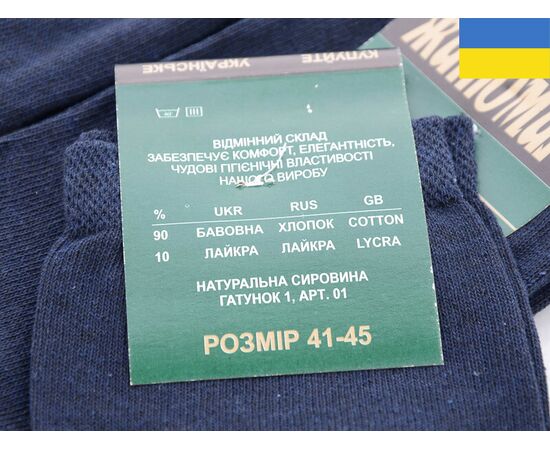 КУПУЙТЕ
УКРАЇНСЬКЕ
ВІДМІННИЙ СКЛАД
ЗАБЕЗПЕЧУЄ КОМФОРТ, ЕЛЕГАНТНІСТЬ,
ЧУДОВІ ГІГІЄНІЧНІ ВЛАСТИВОСТІ
НАШОГО ВИРОБУ
% UKR RUS GB
90 БАВОВНА ХЛОПОК COTTON
10 ЛАЙКРА ЛАЙКРА LYCRA
НАТУРАЛЬНА СИРОВИНА
ГАТУНОК 1, АРТ. 01
РОЗМІР 41-45